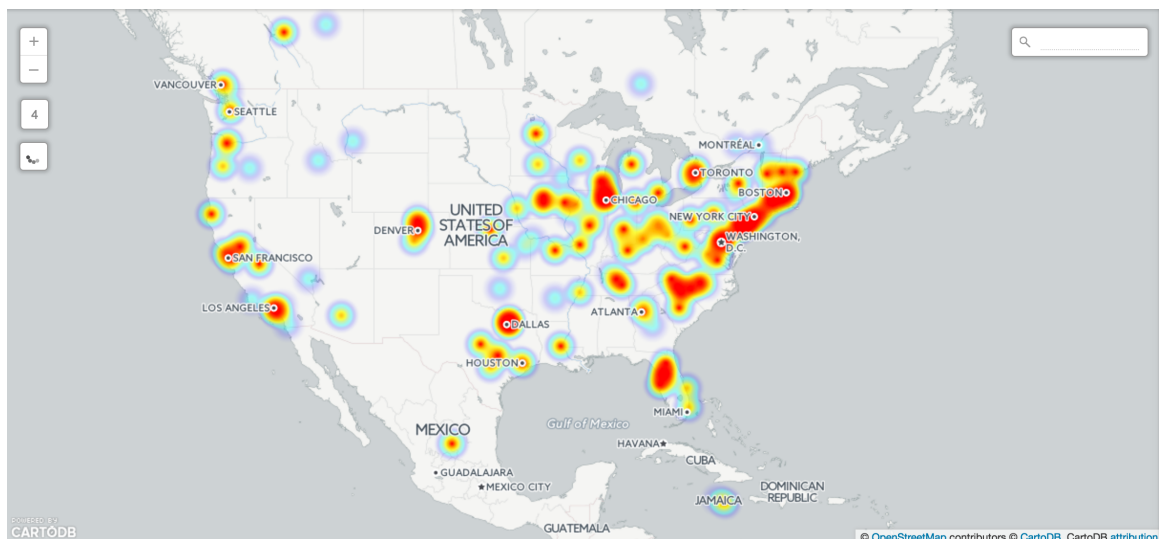 +
−
4
VANCOUVER
SEATTLE
MONTRÉAL
TORONTO
BOSTON
CHICAGO
NEW YORK CITY
UNITED
STATES OF
AMERICA
DENVER
WASHINGTON,
D.C.
SAN FRANCISCO
LOS ANGELES
ATLANTA
DALLAS
HOUSTON
MIAMI
MEXICO
Gulf of Mexico
HAVANA
CUBA
GUADALAJARA
MEXICO CITY
JAMAICA
DOMINICAN
REPUBLIC
GUATEMALA
POWERED BY
CARTODB
© OpenStreetMap contributors © CartoDB, CartoDB attribution